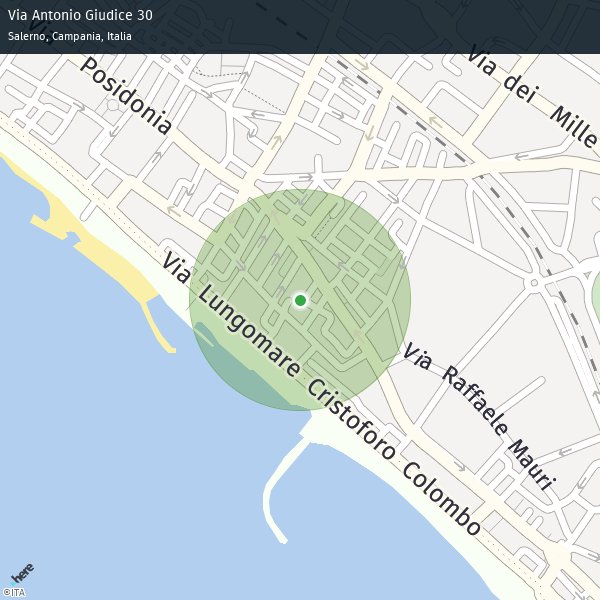 Via Antonio Giudice 30
Salerno, Campania, Italia
Via
Posidonia
Via dei Mille
Via Lungomare Cristoforo Colombo
Via Raffaele Mauri
here
©ITA